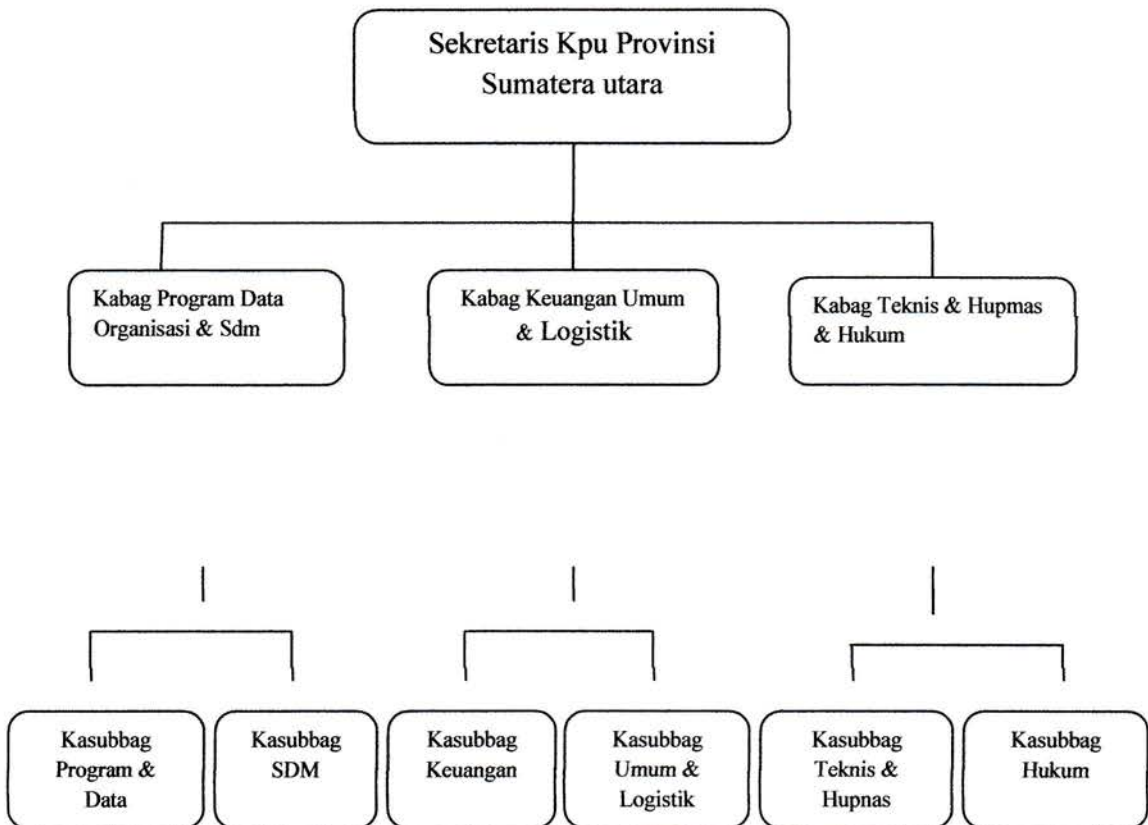 Sekretaris Kpu Provinsi
Sumatera utara
Kabag Program Data
Organisasi & Sdm
Kabag Keuangan Umum
& Logistik
Kabag Teknis & Hupmas
& Hukum
Kasubbag
Program &
Data
Kasubbag
SDM
Kasubbag
Keuangan
Kasubbag
Umum &
Logistik
Kasubbag
Teknis &
Hupnas
Kasubbag
Hukum